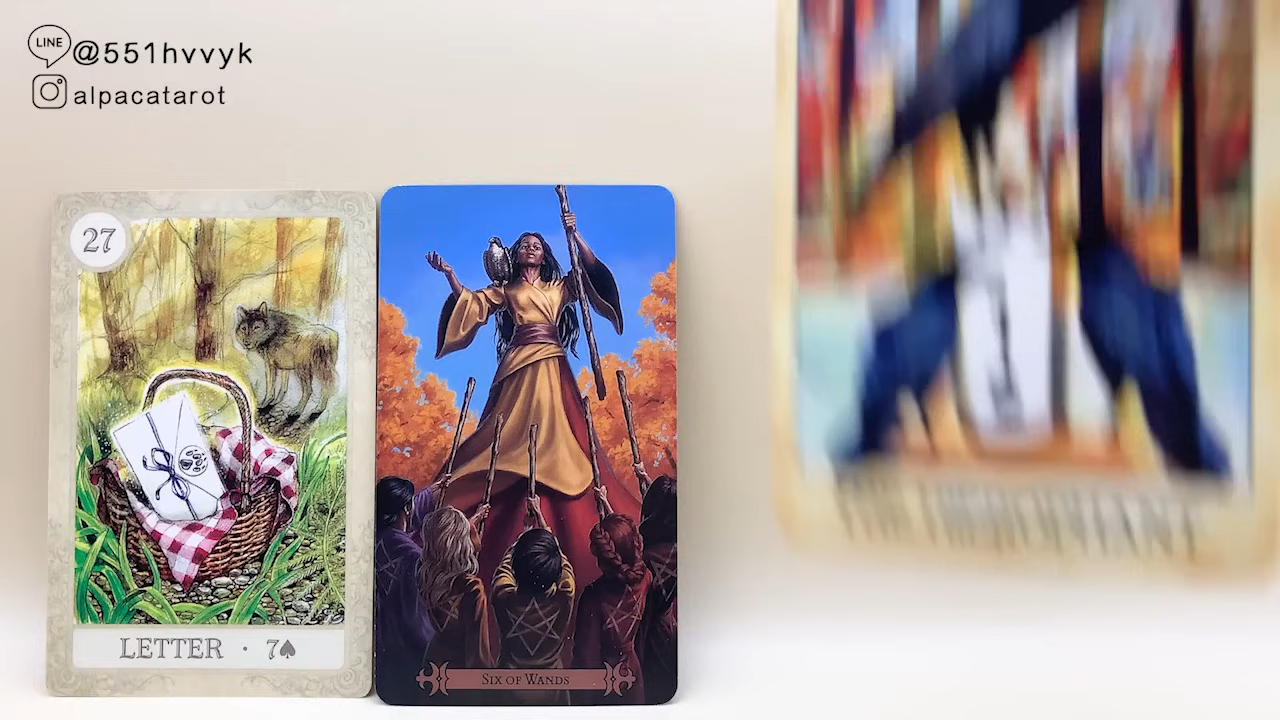 LINE @551hvvyk
alpacatarot
27
LETTER · 7♠
SIX OF WANDS